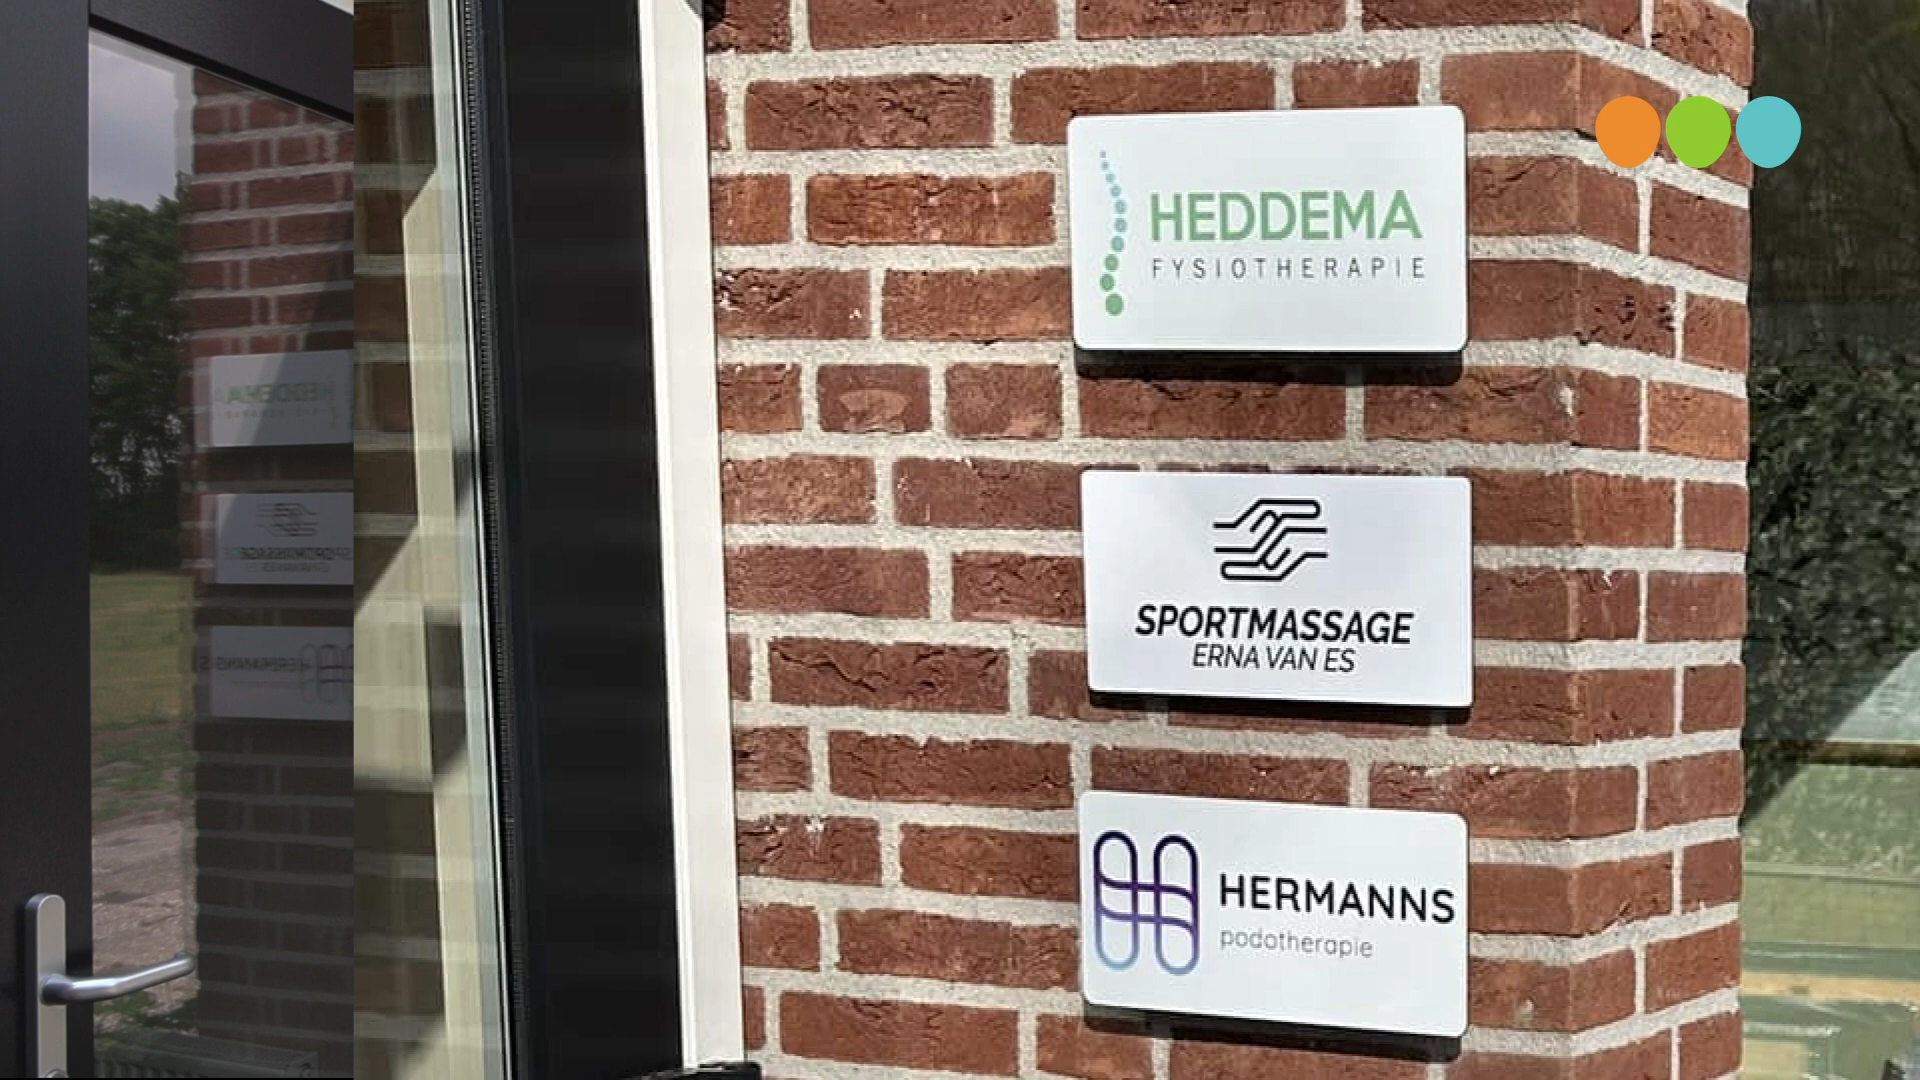 HEDDEMA
FYSIOTHERAPIE
SPORTMASSAGE
ERNA VAN ES
HERMANNS
podotherapie